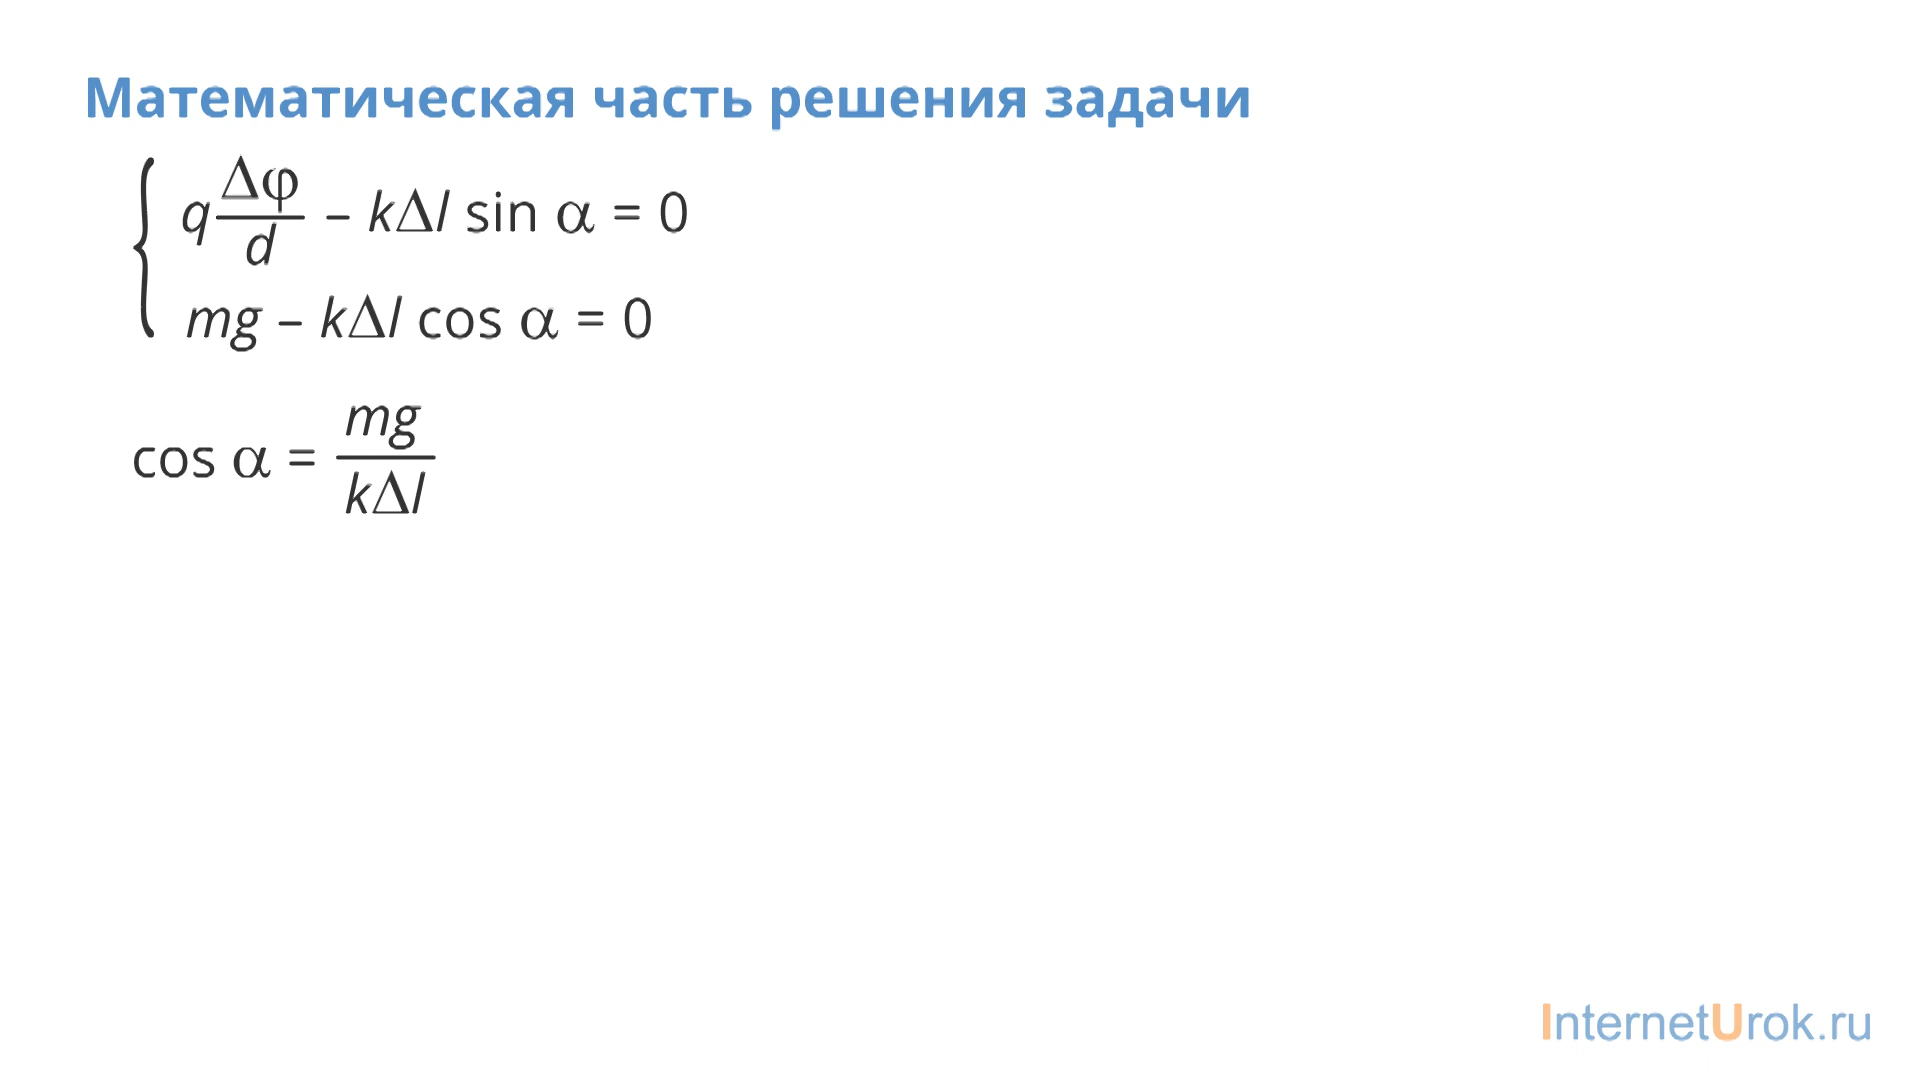 Математическая часть решения задачи
q Δφ/d – kΔl sin α = 0
mg – kΔl cos α = 0
cos α = mg/kΔl
InternetUrok.ru